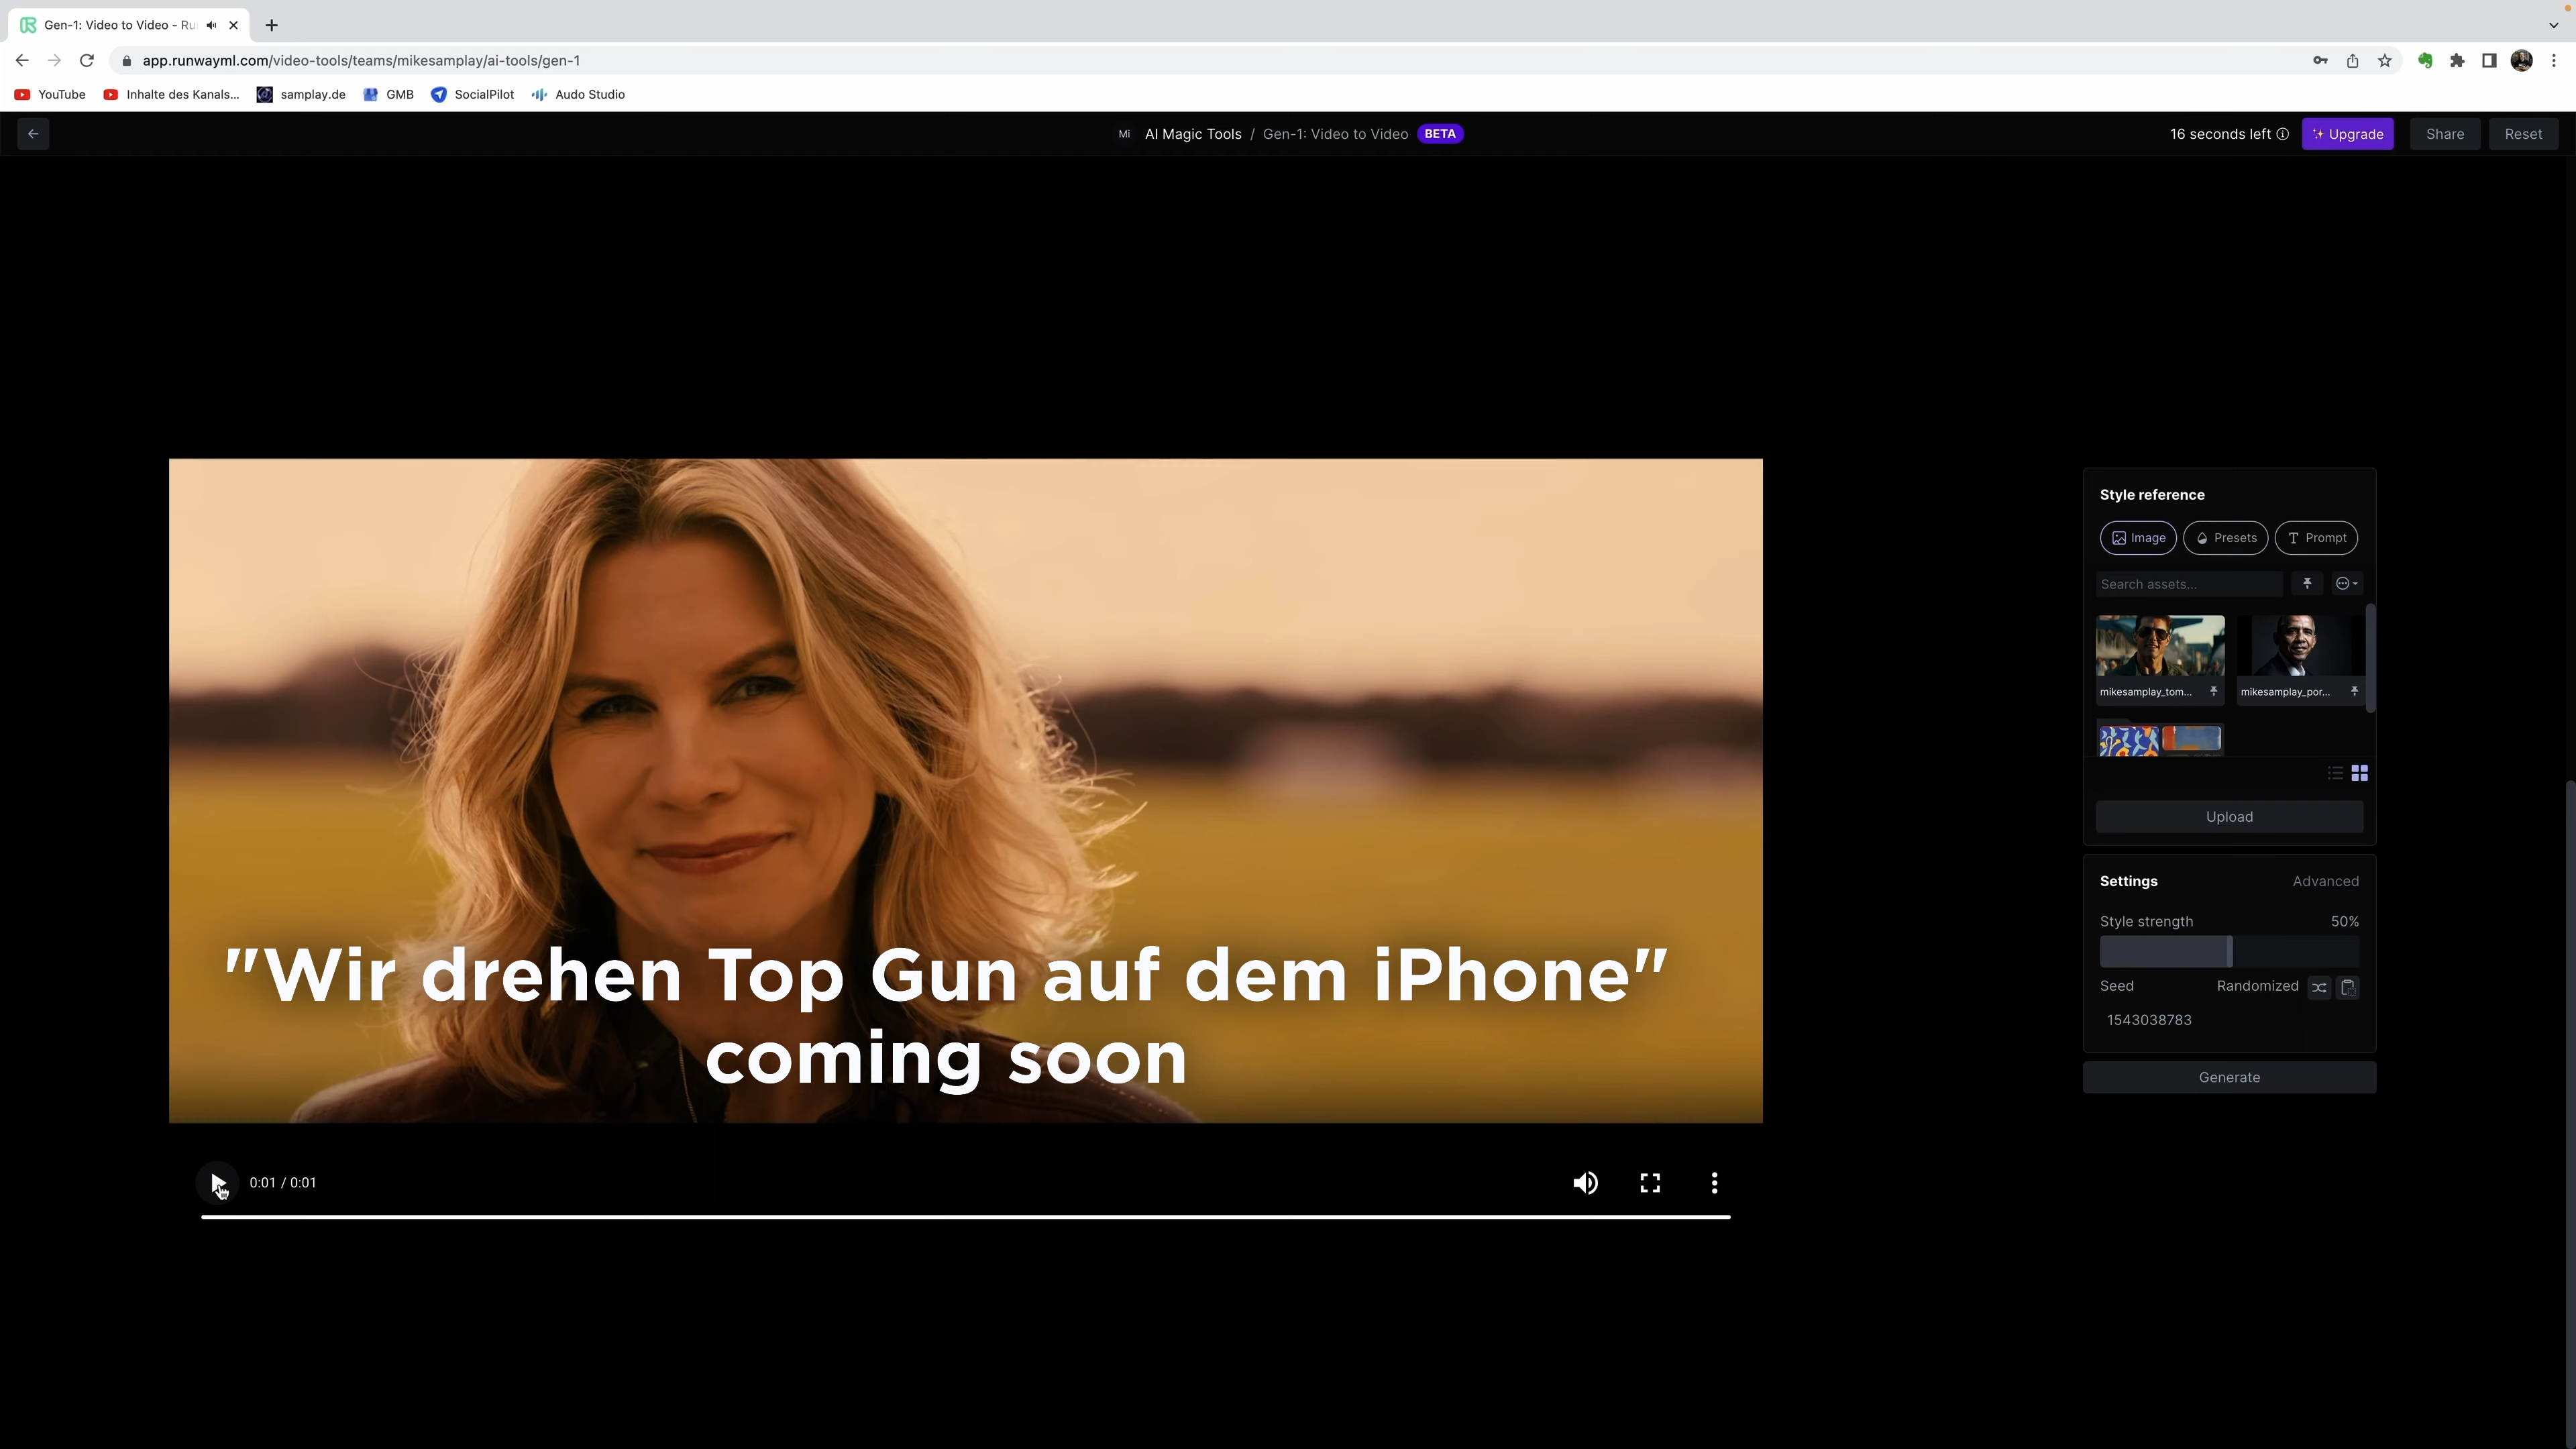 Gen-1: Video to Video - Ru
app.runwayml.com/video-tools/teams/mikesamplay/ai-tools/gen-1
YouTube Inhalte des Kanals... samplay.de GMB SocialPilot Audo Studio
Mi AI Magic Tools / Gen-1: Video to Video BETA
16 seconds left Upgrade Share Reset
Style reference
Image Presets Prompt
Search assets...
mikesamplay_tom... mikesamplay_por...
Upload
Settings Advanced
Style strength 50%
Seed Randomized
1543038783
Generate
"Wir drehen Top Gun auf dem iPhone"
coming soon
0:01 / 0:01